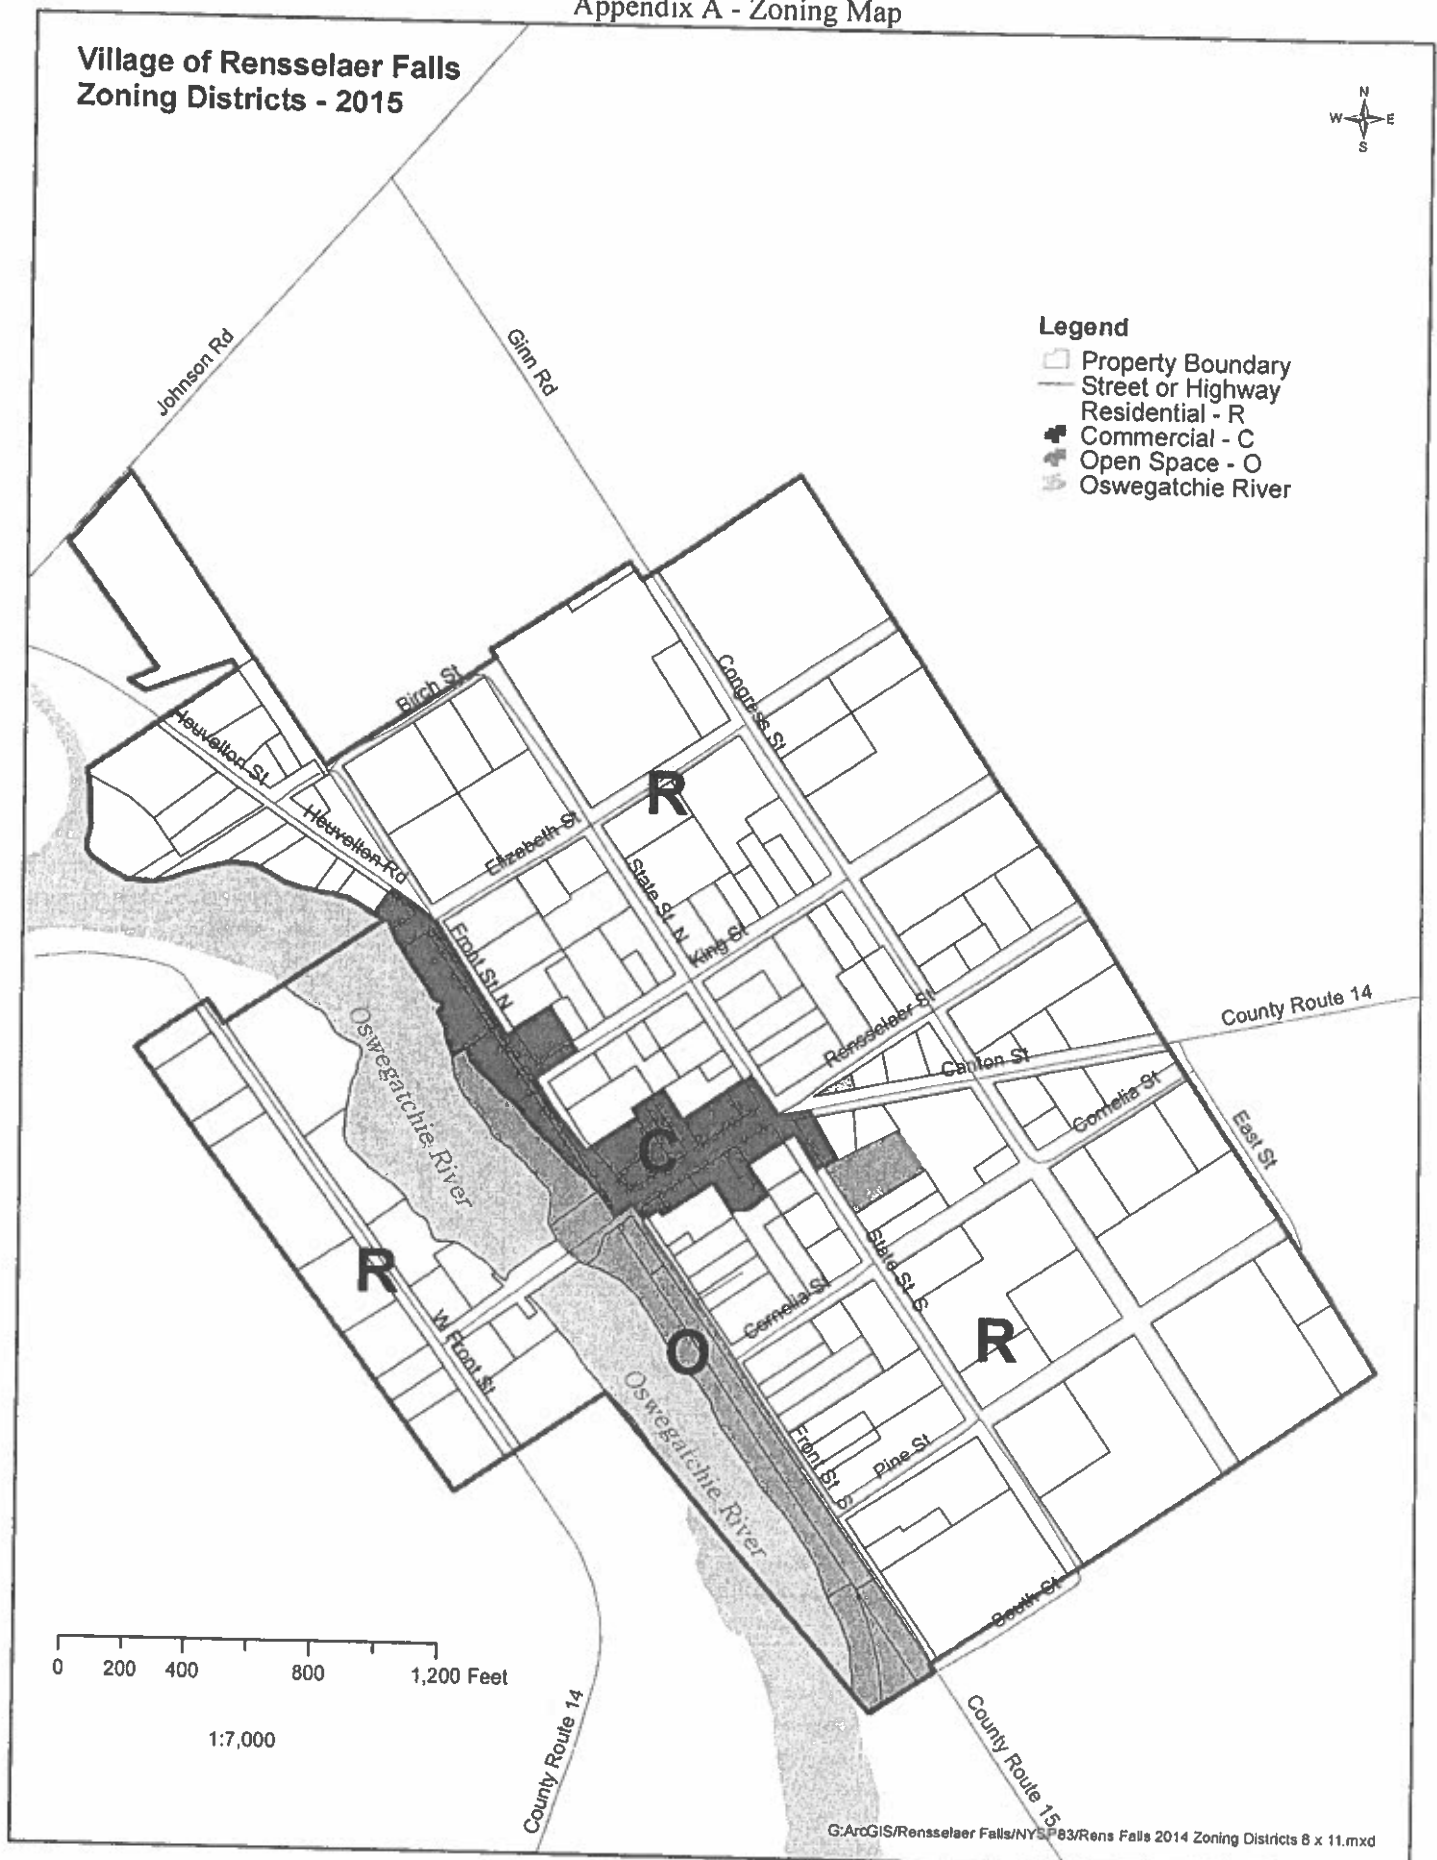 Appendix A - Zoning Map
Village of Rensselaer Falls
Zoning Districts - 2015
N
W E
S
Johnson Rd
Ginn Rd
Legend
Property Boundary
Street or Highway
Residential - R
Commercial - C
Open Space - O
Oswegatchie River
Birch St
Congress St
Heuvelton St
Heuvelton Rd
R
Elizabeth St
State St N
King St
Front St N
Rensselaer St
Canton St
County Route 14
Cornelia St
East St
Oswegatchie River
C
R
State St S
W Front St
Cornelia St
O
R
Oswegatchie River
Front St S
Pine St
South St
0 200 400 800 1,200 Feet
1:7,000
County Route 14
County Route 15
G:ArcGIS/Rensselaer Falls/NYSP83/Rens Falls 2014 Zoning Districts 8 x 11.mxd